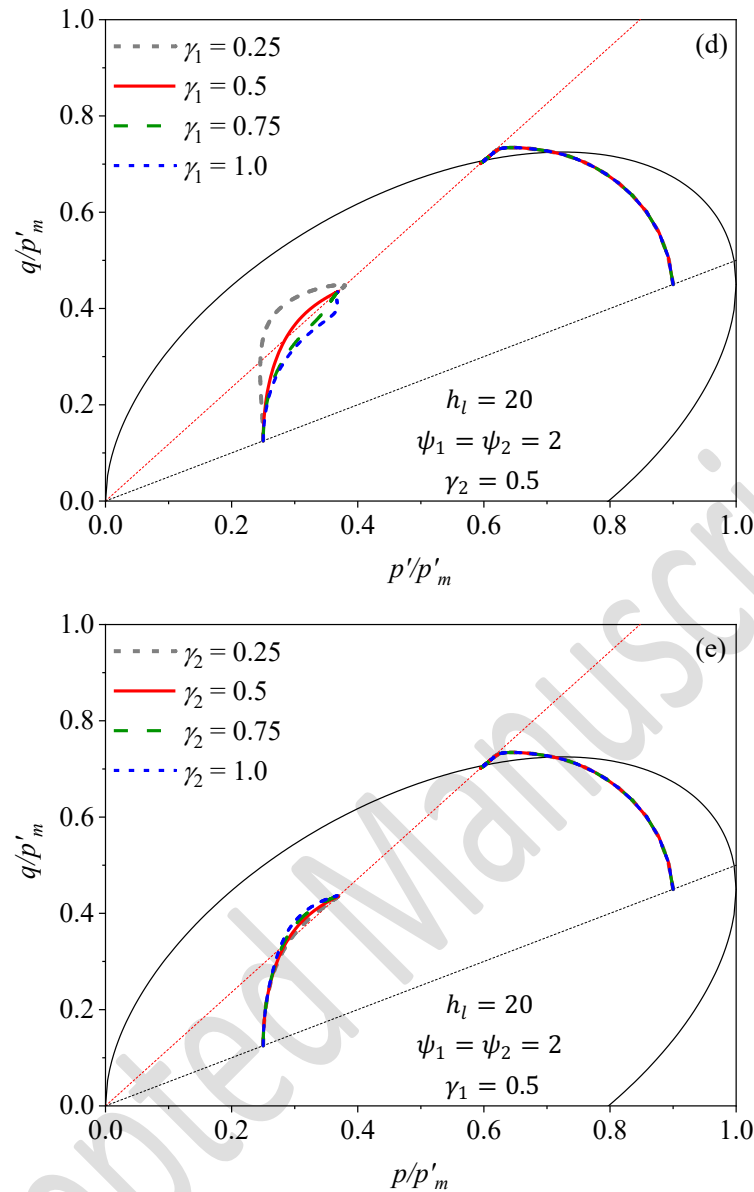 (d)
γ₁ = 0.25
γ₁ = 0.5
γ₁ = 0.75
γ₁ = 1.0
1.0
0.8
0.6
0.4
0.2
0.0
q/p'ₘ
hₗ = 20
ψ₁ = ψ₂ = 2
γ₂ = 0.5
0.0 0.2 0.4 0.6 0.8 1.0
p'/p'ₘ
(e)
γ₂ = 0.25
γ₂ = 0.5
γ₂ = 0.75
γ₂ = 1.0
1.0
0.8
0.6
0.4
0.2
0.0
q/p'ₘ
hₗ = 20
ψ₁ = ψ₂ = 2
γ₁ = 0.5
0.0 0.2 0.4 0.6 0.8 1.0
p/p'ₘ
pted Manuscri